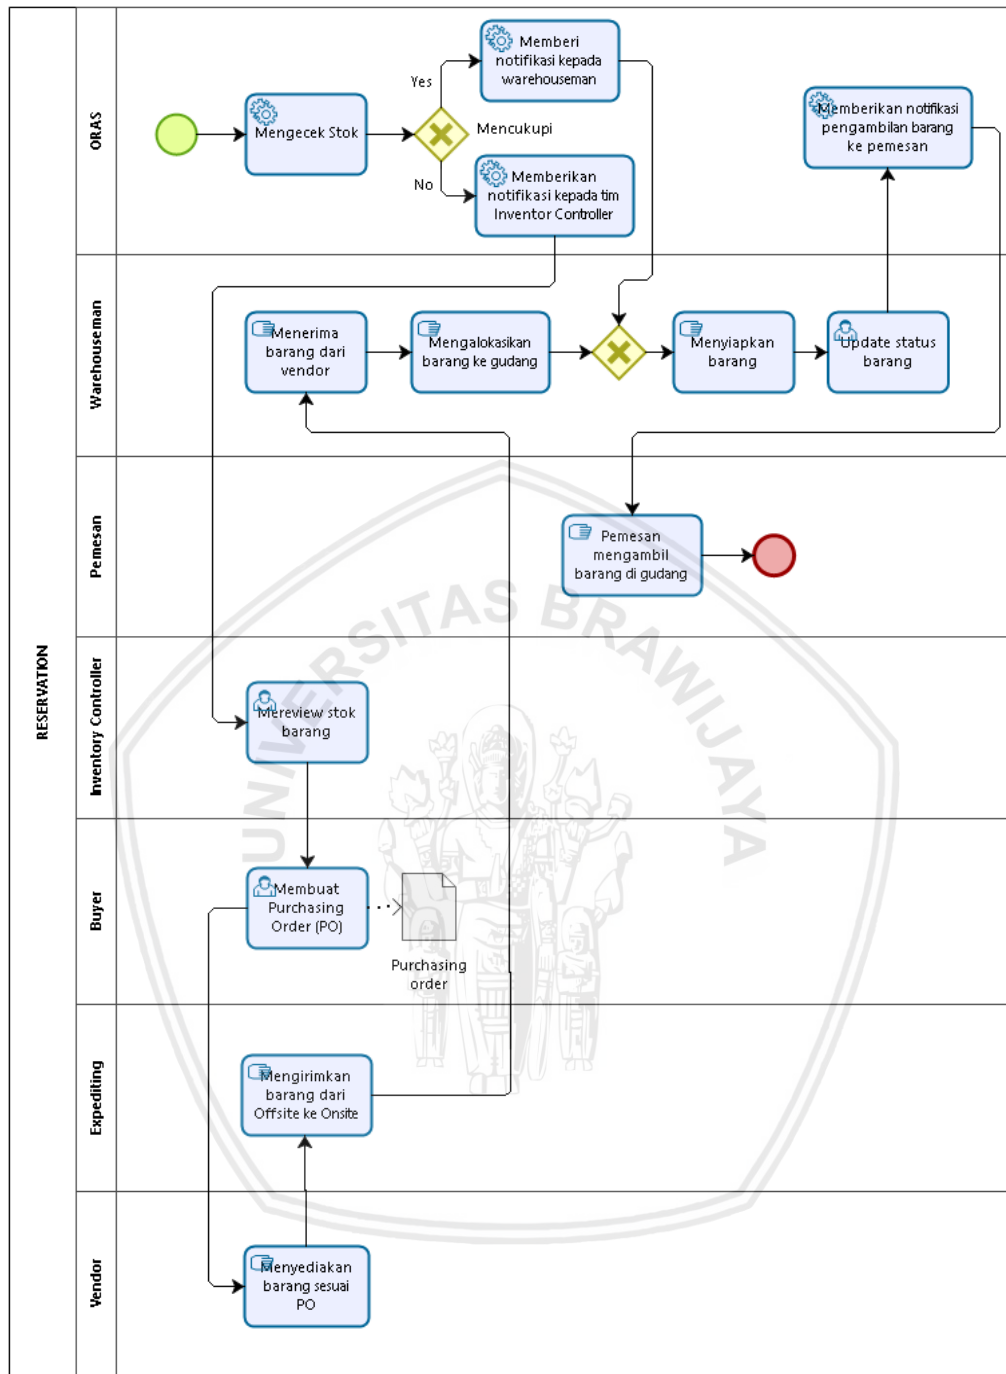 RESERVATION
ORAS
Mengecek Stok
Yes
No
Mencukupi
Memberi
notifikasi kepada
warehouseman
Memberikan
notifikasi kepada tim
Inventor Controller
Memberikan notifikasi
pengambilan barang
ke pemesan
Warehouseman
Menerima
barang dari
vendor
Mengalokasikan
barang ke gudang
Menyiapkan
barang
Update status
barang
Pemesan
Pemesan
mengambil
barang di gudang
Inventory Controller
Mereview stok
barang
Buyer
Membuat
Purchasing
Order (PO)
Purchasing
order
Expediting
Mengirimkan
barang dari
Offsite ke Onsite
Vendor
Menyediakan
barang sesuai
PO
UNIVERSITAS BRAWIJAYA